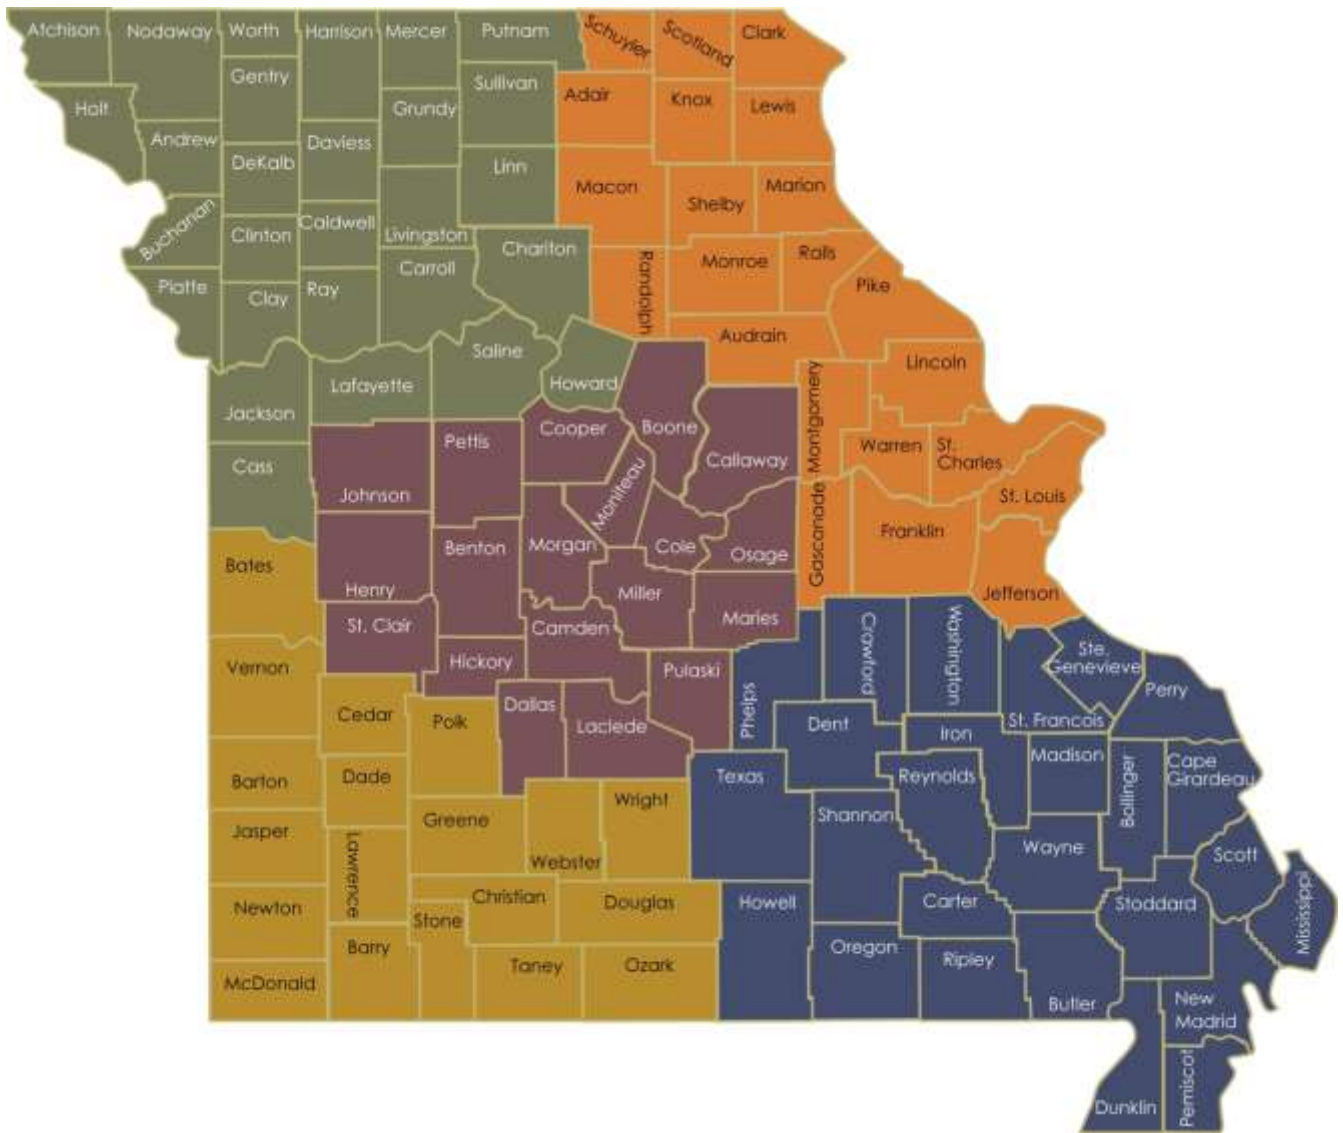 Atchison
Nodaway
Worth
Harrison
Mercer
Putnam
Schuyler
Scotland
Clark
Gentry
Sullivan
Adair
Knox
Lewis
Holt
Grundy
Andrew
Daviess
DeKalb
Linn
Macon
Shelby
Marion
Buchanan
Clinton
Caldwell
Livingston
Charlton
Randolph
Monroe
Ralls
Pike
Platte
Clay
Ray
Carroll
Audrain
Saline
Howard
Lincoln
Jackson
Lafayette
Cooper
Boone
Callaway
Montgomery
Warren
St.
Charles
Cass
Johnson
Pettis
Moniteau
St. Louis
Bates
Henry
Benton
Morgan
Cole
Osage
Gascanade
Franklin
Jefferson
St. Clair
Camden
Miller
Maries
Vernon
Hickory
Pulaski
Phelps
Crawford
Washington
Ste.
Genevieve
Perry
Cedar
Polk
Dallas
Laclede
Dent
Iron
St. Francois
Barton
Dade
Texas
Reynolds
Madison
Bollinger
Cape
Girardeau
Jasper
Greene
Webster
Wright
Shannon
Wayne
Scott
Mississippi
Newton
Lawrence
Christian
Douglas
Howell
Carter
Stoddard
Stone
Barry
Oregon
Ripley
Butler
McDonald
Taney
Ozark
New
Madrid
Dunklin
Pemiscot